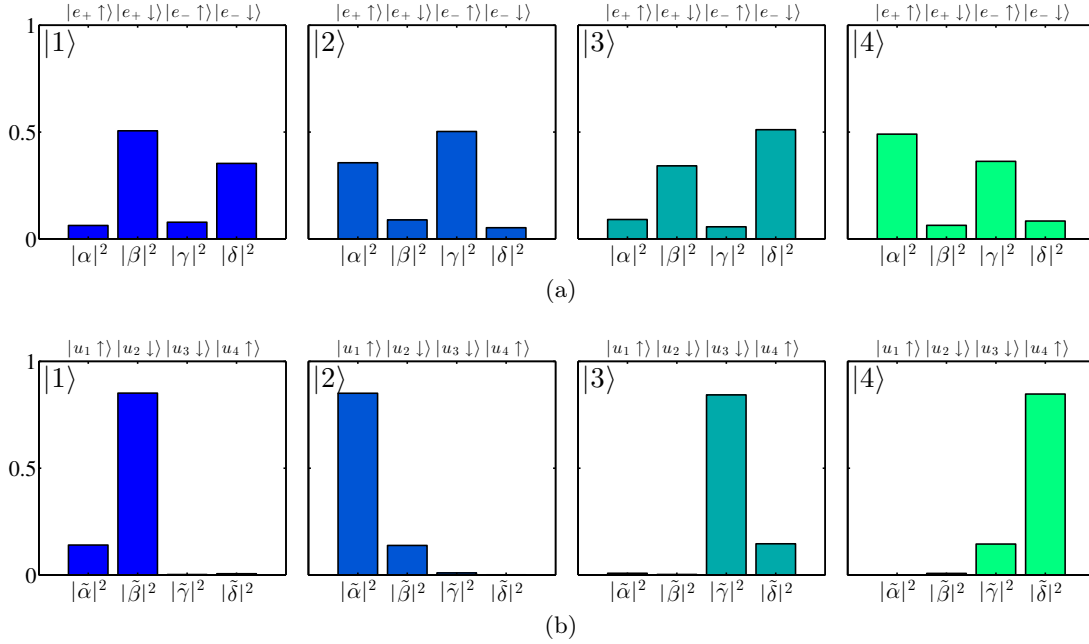 |e₊ ↑⟩ |e₊ ↓⟩ |e₋ ↑⟩ |e₋ ↓⟩ |e₊ ↑⟩ |e₊ ↓⟩ |e₋ ↑⟩ |e₋ ↓⟩ |e₊ ↑⟩ |e₊ ↓⟩ |e₋ ↑⟩ |e₋ ↓⟩ |e₊ ↑⟩ |e₊ ↓⟩ |e₋ ↑⟩ |e₋ ↓⟩
1 |1⟩ |2⟩ |3⟩ |4⟩
0.5
0
|α|² |β|² |γ|² |δ|² |α|² |β|² |γ|² |δ|² |α|² |β|² |γ|² |δ|² |α|² |β|² |γ|² |δ|²
(a)
|u₁ ↑⟩ |u₂ ↓⟩ |u₃ ↓⟩ |u₄ ↑⟩ |u₁ ↑⟩ |u₂ ↓⟩ |u₃ ↓⟩ |u₄ ↑⟩ |u₁ ↑⟩ |u₂ ↓⟩ |u₃ ↓⟩ |u₄ ↑⟩ |u₁ ↑⟩ |u₂ ↓⟩ |u₃ ↓⟩ |u₄ ↑⟩
1 |1⟩ |2⟩ |3⟩ |4⟩
0.5
0
|α̃|² |β̃|² |γ̃|² |δ̃|² |α̃|² |β̃|² |γ̃|² |δ̃|² |α̃|² |β̃|² |γ̃|² |δ̃|² |α̃|² |β̃|² |γ̃|² |δ̃|²
(b)